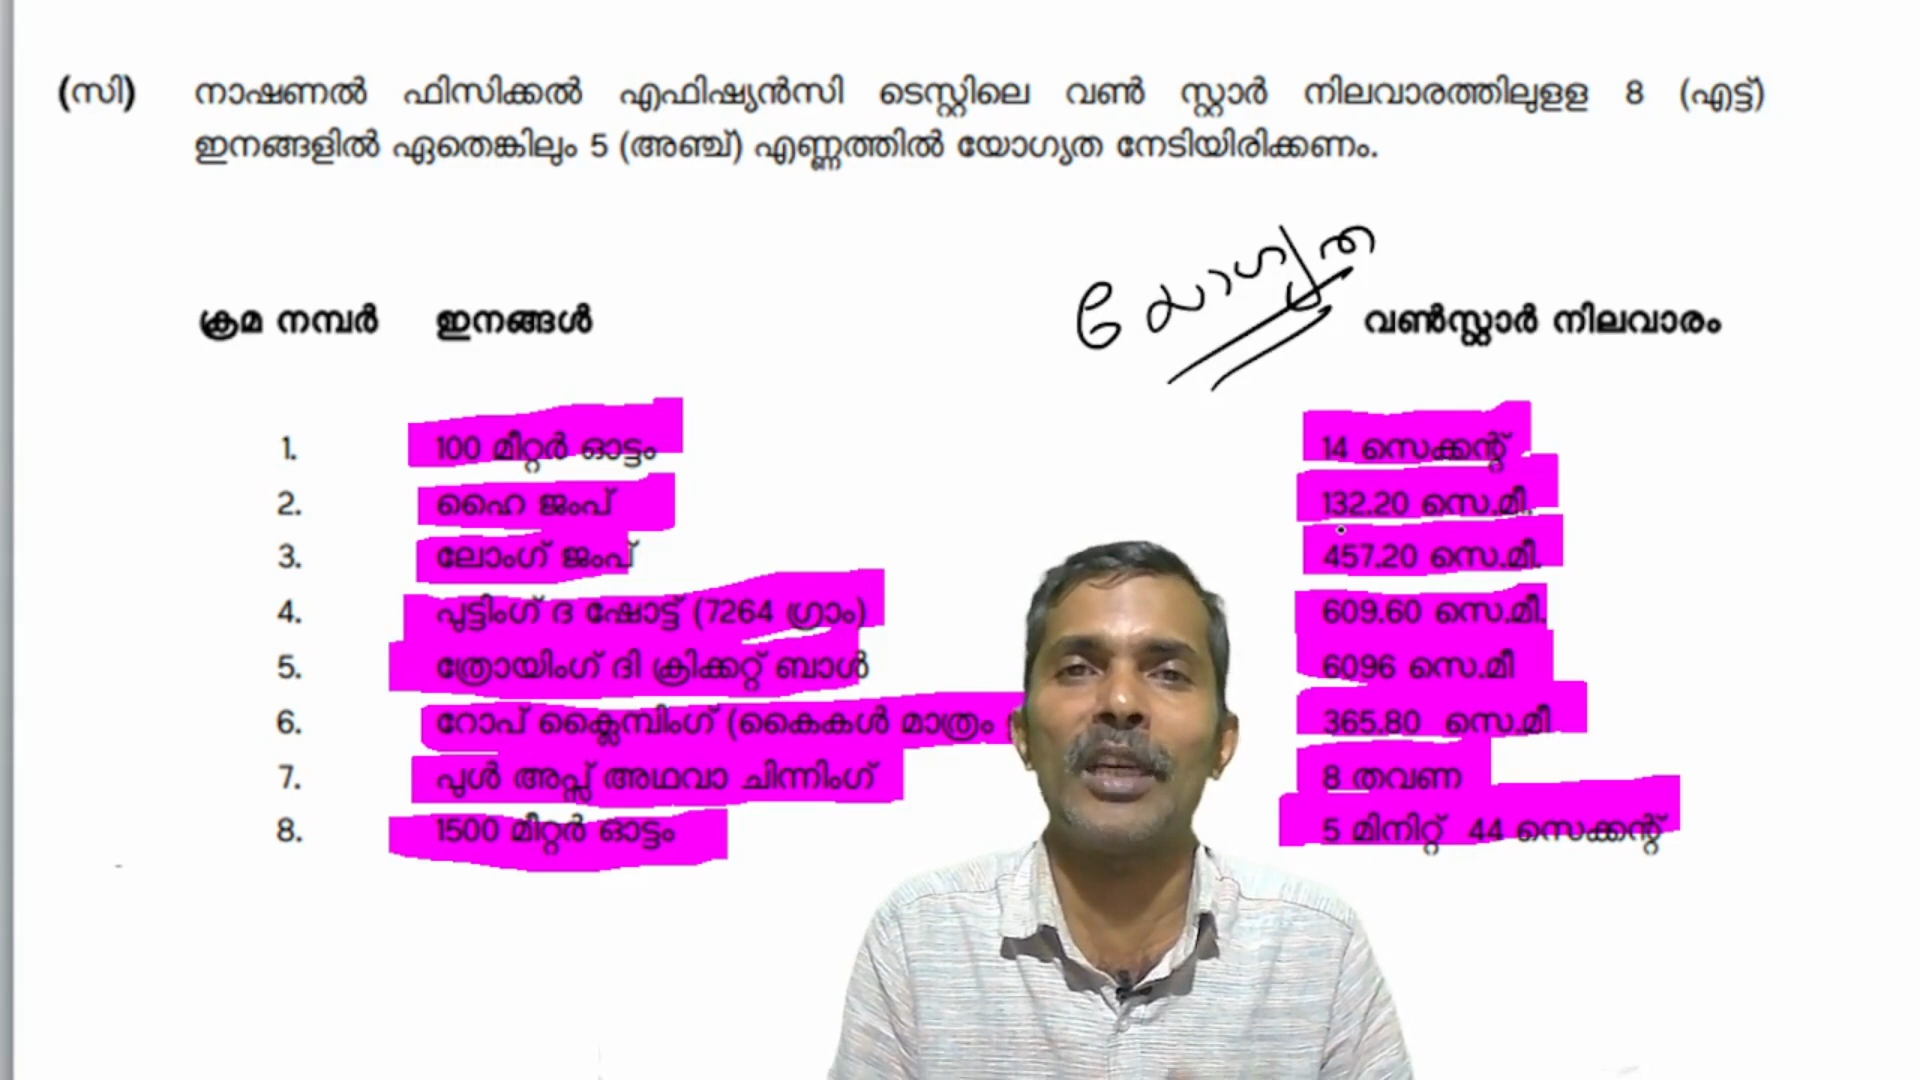 (സി) നാഷണൽ ഫിസിക്കൽ എഫിഷ്യൻസി ടെസ്റ്റിലെ വൺ സ്റ്റാർ നിലവാരത്തിലുളള 8 (എട്ട്)
ഇനങ്ങളിൽ ഏതെങ്കിലും 5 (അഞ്ച്) എണ്ണത്തിൽ യോഗ്യത നേടിയിരിക്കണം.
യോഗ്യത
ക്രമ നമ്പർ ഇനങ്ങൾ വൺസ്റ്റാർ നിലവാരം
1. 100 മീറ്റർ ഓട്ടം 14 സെക്കന്റ്
2. ഹൈ ജംപ് 132.20 സെ.മീ.
3. ലോംഗ് ജംപ് 457.20 സെ.മീ.
4. പുട്ടിംഗ് ദ ഷോട്ട് (7264 ഗ്രാം) 609.60 സെ.മീ.
5. ത്രോയിംഗ് ദി ക്രിക്കറ്റ് ബാൾ 6096 സെ.മീ
6. റോപ് ക്ലൈമ്പിംഗ് (കൈകൾ മാത്രം 365.80 സെ.മീ
7. പുൾ അപ്സ് അഥവാ ചിന്നിംഗ് 8 തവണ
8. 1500 മീറ്റർ ഓട്ടം 5 മിനിറ്റ് 44 സെക്കന്റ്